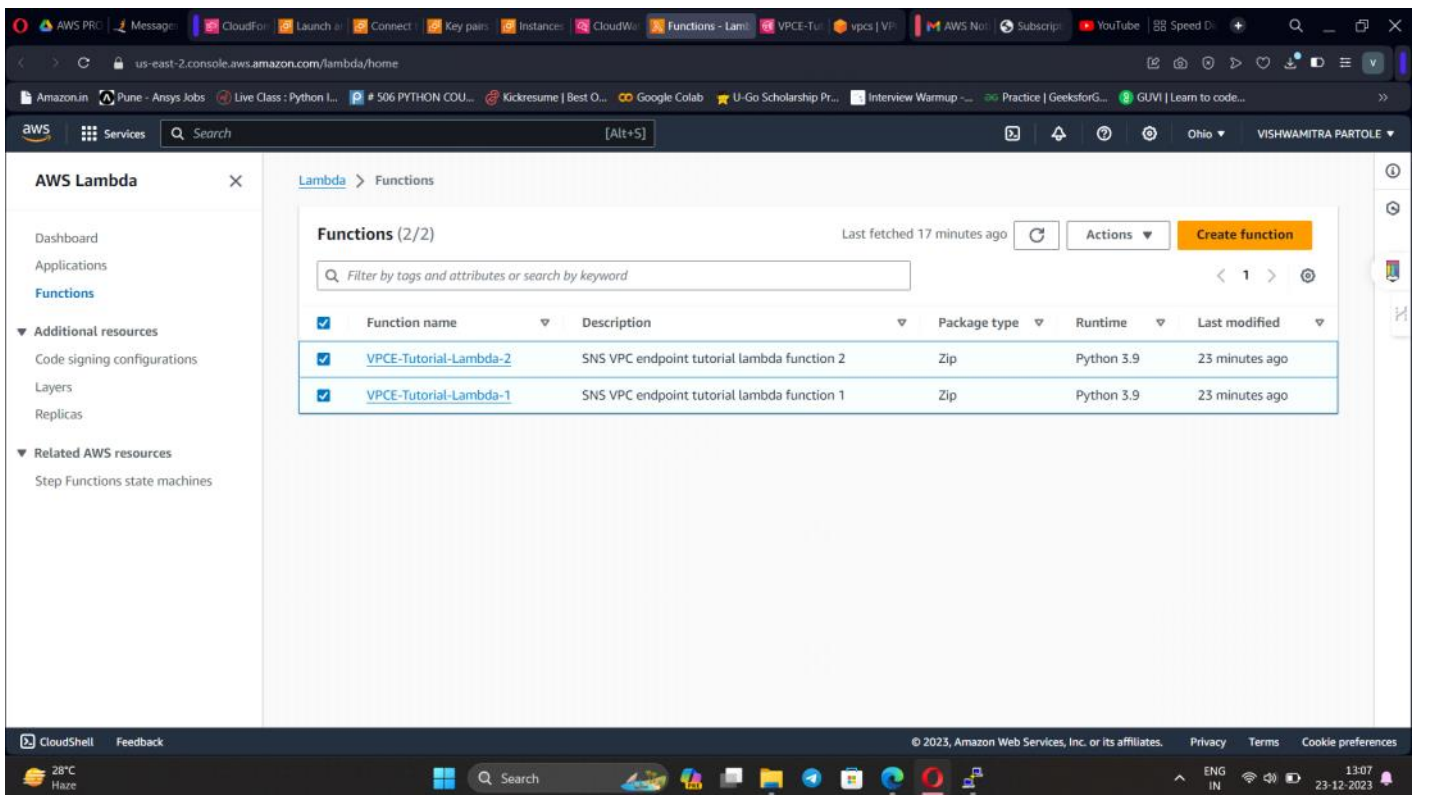 AWS PRO Message CloudFor Launch a Connect Key pairs Instances CloudWa Functions - Lam VPCE-Tu vpcs | VP AWS Not Subscrip YouTube Speed Di
us-east-2.console.aws.amazon.com/lambda/home
Amazon.in Pune - Ansys Jobs Live Class : Python I... # 506 PYTHON COU... Kickresume | Best O... Google Colab U-Go Scholarship Pr... Interview Warmup -... Practice | GeeksforG... GUVI | Learn to code... »
aws Services Search [Alt+S] Ohio VISHWAMITRA PARTOLE
AWS Lambda
Dashboard
Applications
Functions
Additional resources
Code signing configurations
Layers
Replicas
Related AWS resources
Step Functions state machines
Lambda > Functions
Functions (2/2) Last fetched 17 minutes ago Actions Create function
Filter by tags and attributes or search by keyword < 1 >
Function name Description Package type Runtime Last modified
VPCE-Tutorial-Lambda-2 SNS VPC endpoint tutorial lambda function 2 Zip Python 3.9 23 minutes ago
VPCE-Tutorial-Lambda-1 SNS VPC endpoint tutorial lambda function 1 Zip Python 3.9 23 minutes ago
CloudShell Feedback © 2023, Amazon Web Services, Inc. or its affiliates. Privacy Terms Cookie preferences
28°C Search ENG 13:07
Haze IN 23-12-2023